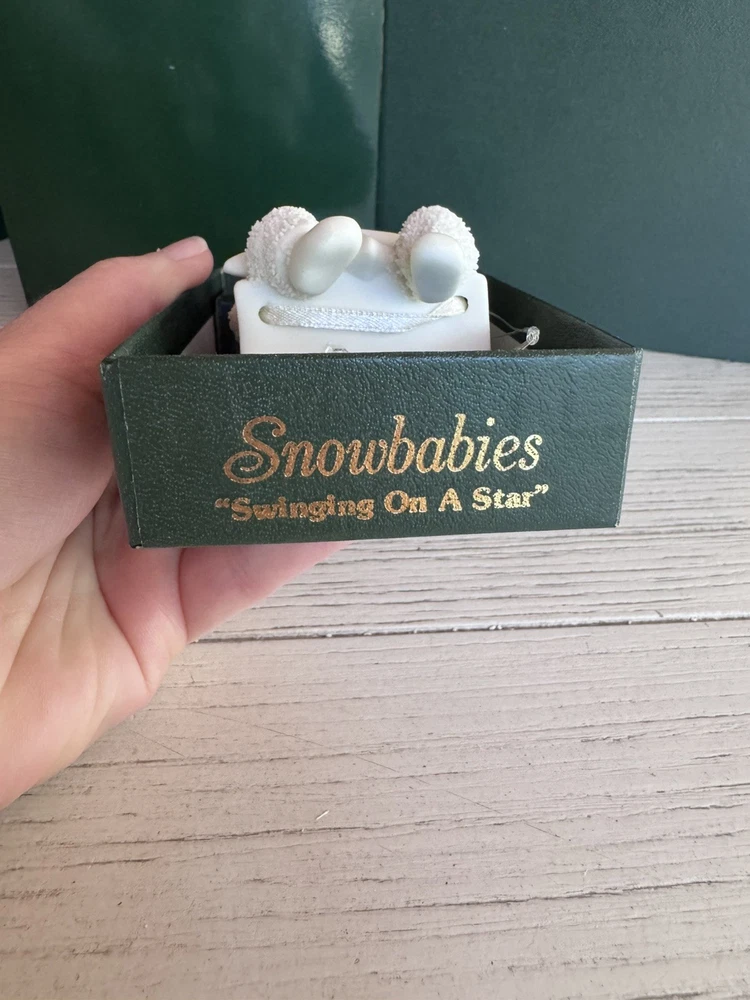 Snowbabies
“Swinging On A Star”